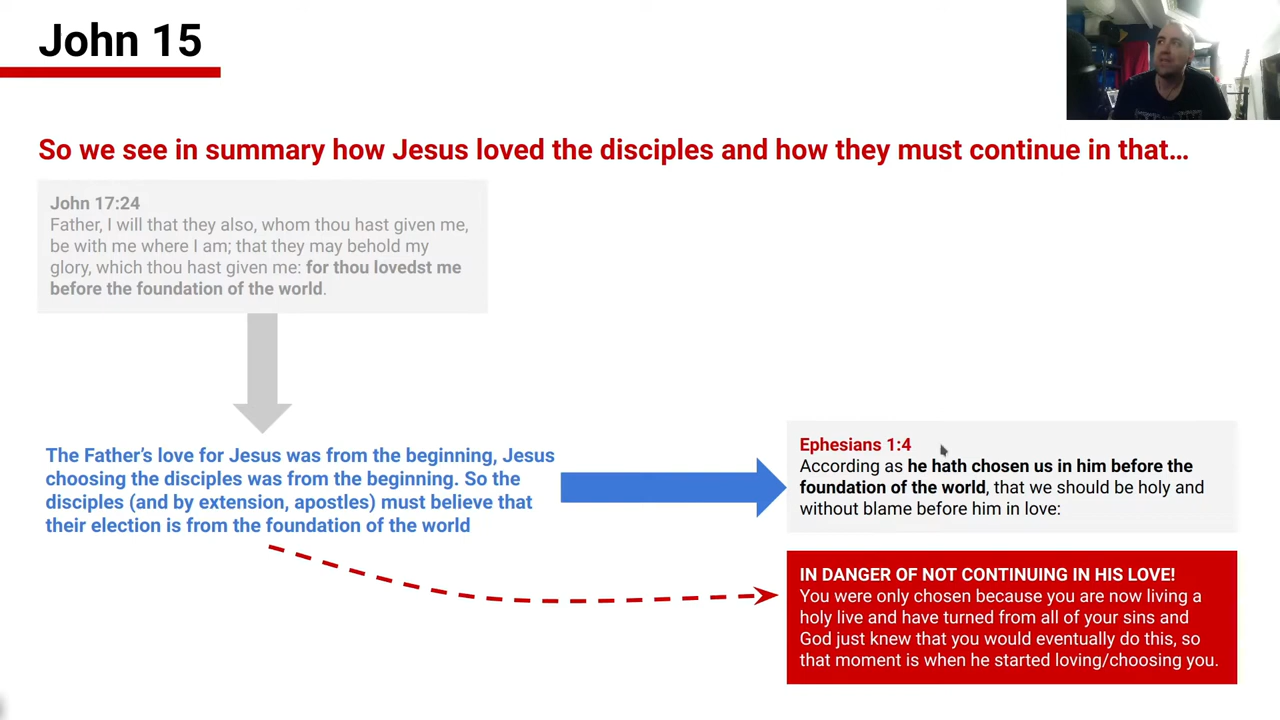 John 15
So we see in summary how Jesus loved the disciples and how they must continue in that...
John 17:24
Father, I will that they also, whom thou hast given me,
be with me where I am; that they may behold my
glory, which thou hast given me: for thou lovedst me
before the foundation of the world.
The Father's love for Jesus was from the beginning, Jesus
choosing the disciples was from the beginning. So the
disciples (and by extension, apostles) must believe that
their election is from the foundation of the world
Ephesians 1:4
According as he hath chosen us in him before the
foundation of the world, that we should be holy and
without blame before him in love:
IN DANGER OF NOT CONTINUING IN HIS LOVE!
You were only chosen because you are now living a
holy live and have turned from all of your sins and
God just knew that you would eventually do this, so
that moment is when he started loving/choosing you.